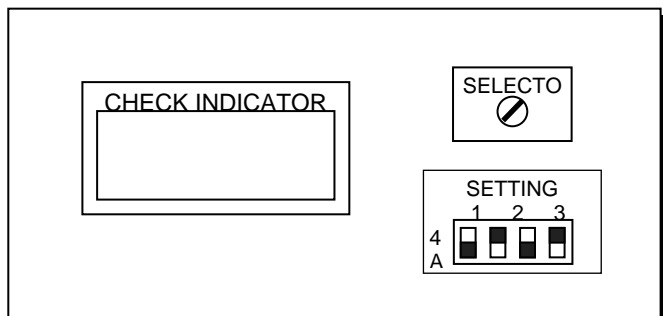 CHECK INDICATOR
SELECTO
SETTING
1 2 3
4
A